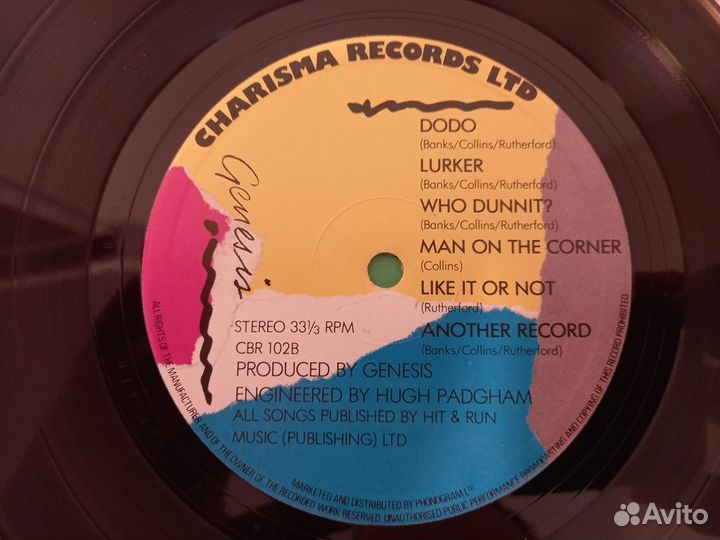 CHARISMA RECORDS LTD
Genesis
DODO
(Banks/Collins/Rutherford)
LURKER
(Banks/Collins/Rutherford)
WHO DUNNIT?
(Banks/Collins/Rutherford)
MAN ON THE CORNER
(Collins)
LIKE IT OR NOT
(Rutherford)
ANOTHER RECORD
(Banks/Collins/Rutherford)
STEREO 33⅓ RPM
CBR 102B
PRODUCED BY GENESIS
ENGINEERED BY HUGH PADGHAM
ALL SONGS PUBLISHED BY HIT & RUN
MUSIC (PUBLISHING) LTD
MARKETED AND DISTRIBUTED BY PHONOGRAM LTD
ALL RIGHTS OF THE MANUFACTURER AND OF THE OWNER OF THE RECORDED WORK RESERVED. UNAUTHORISED PUBLIC PERFORMANCE BROADCASTING AND COPYING OF THIS RECORD PROHIBITED
Avito